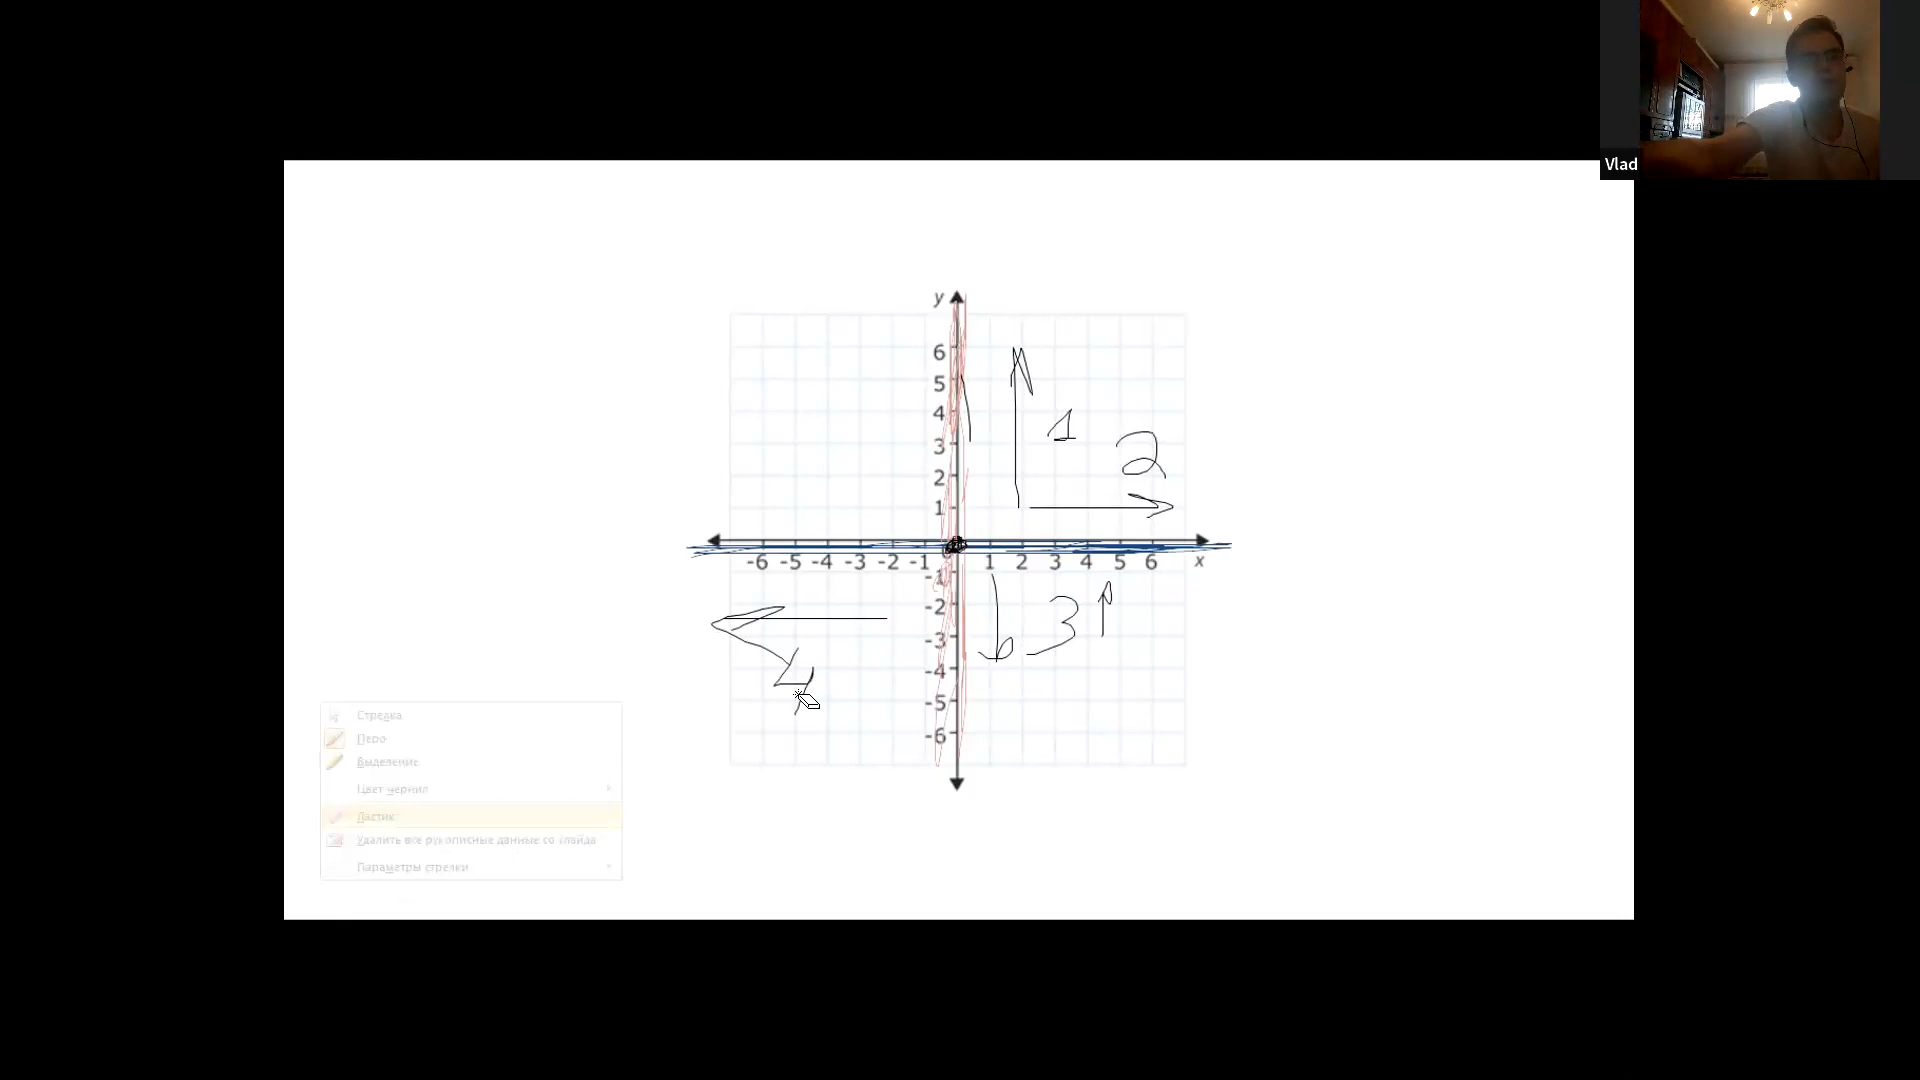 Vlad
y
6
5
4
3
2
1
1
2
-6 -5 -4 -3 -2 -1 0 1 2 3 4 5 6 x
-1
-2
-3
-4
-5
-6
3
4
Стрелка
Перо
Выделение
Цвет чернил
Ластик
Удалить все рукописные данные со слайда
Параметры стрелки